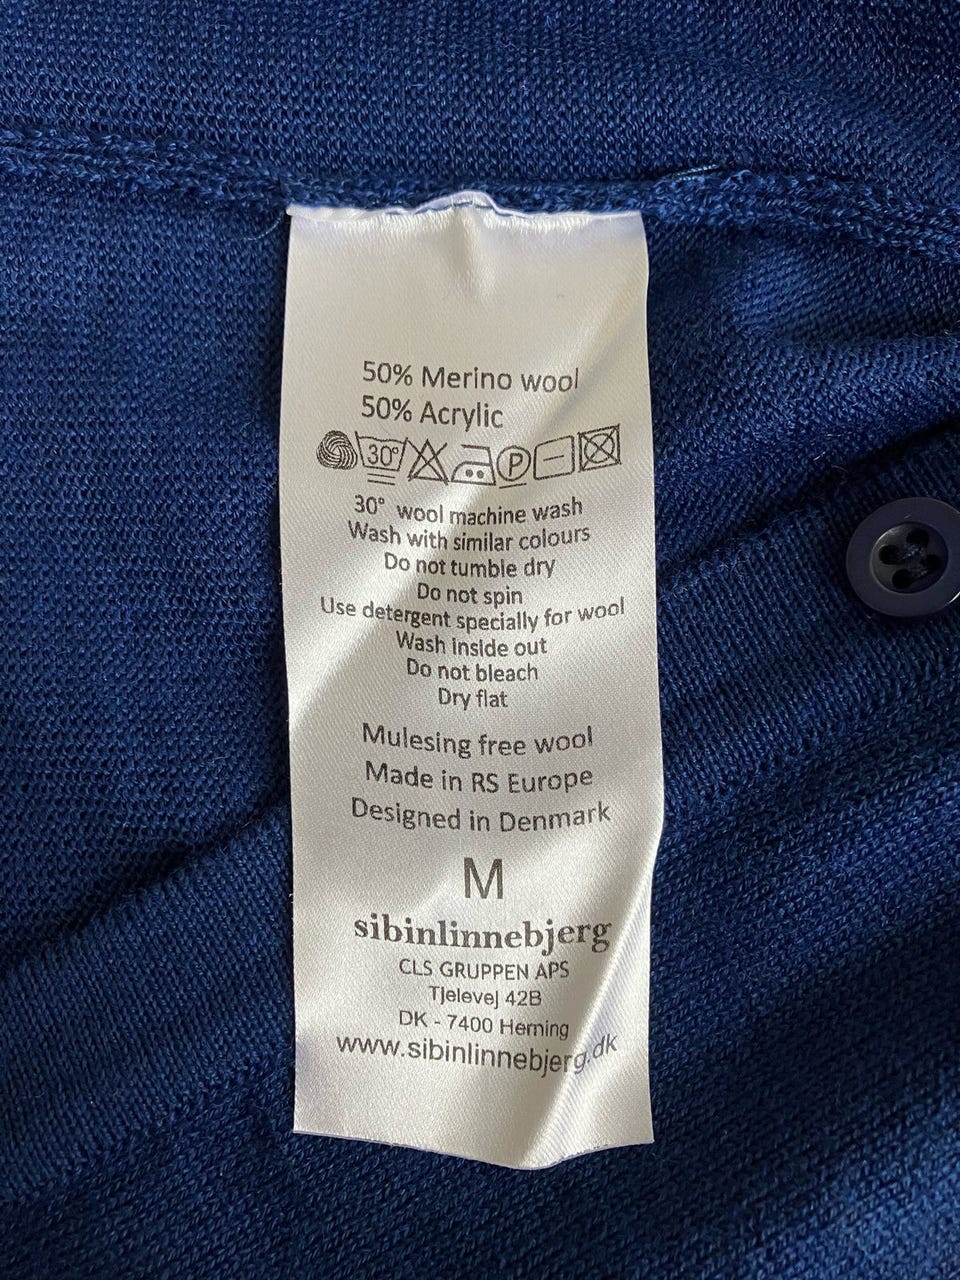 50% Merino wool
50% Acrylic
30° P
30° wool machine wash
Wash with similar colours
Do not tumble dry
Do not spin
Use detergent specially for wool
Wash inside out
Do not bleach
Dry flat
Mulesing free wool
Made in RS Europe
Designed in Denmark
M
sibinlinnebjerg
CLS GRUPPEN APS
Tjelevej 42B
DK - 7400 Herning
www.sibinlinnebjerg.dk